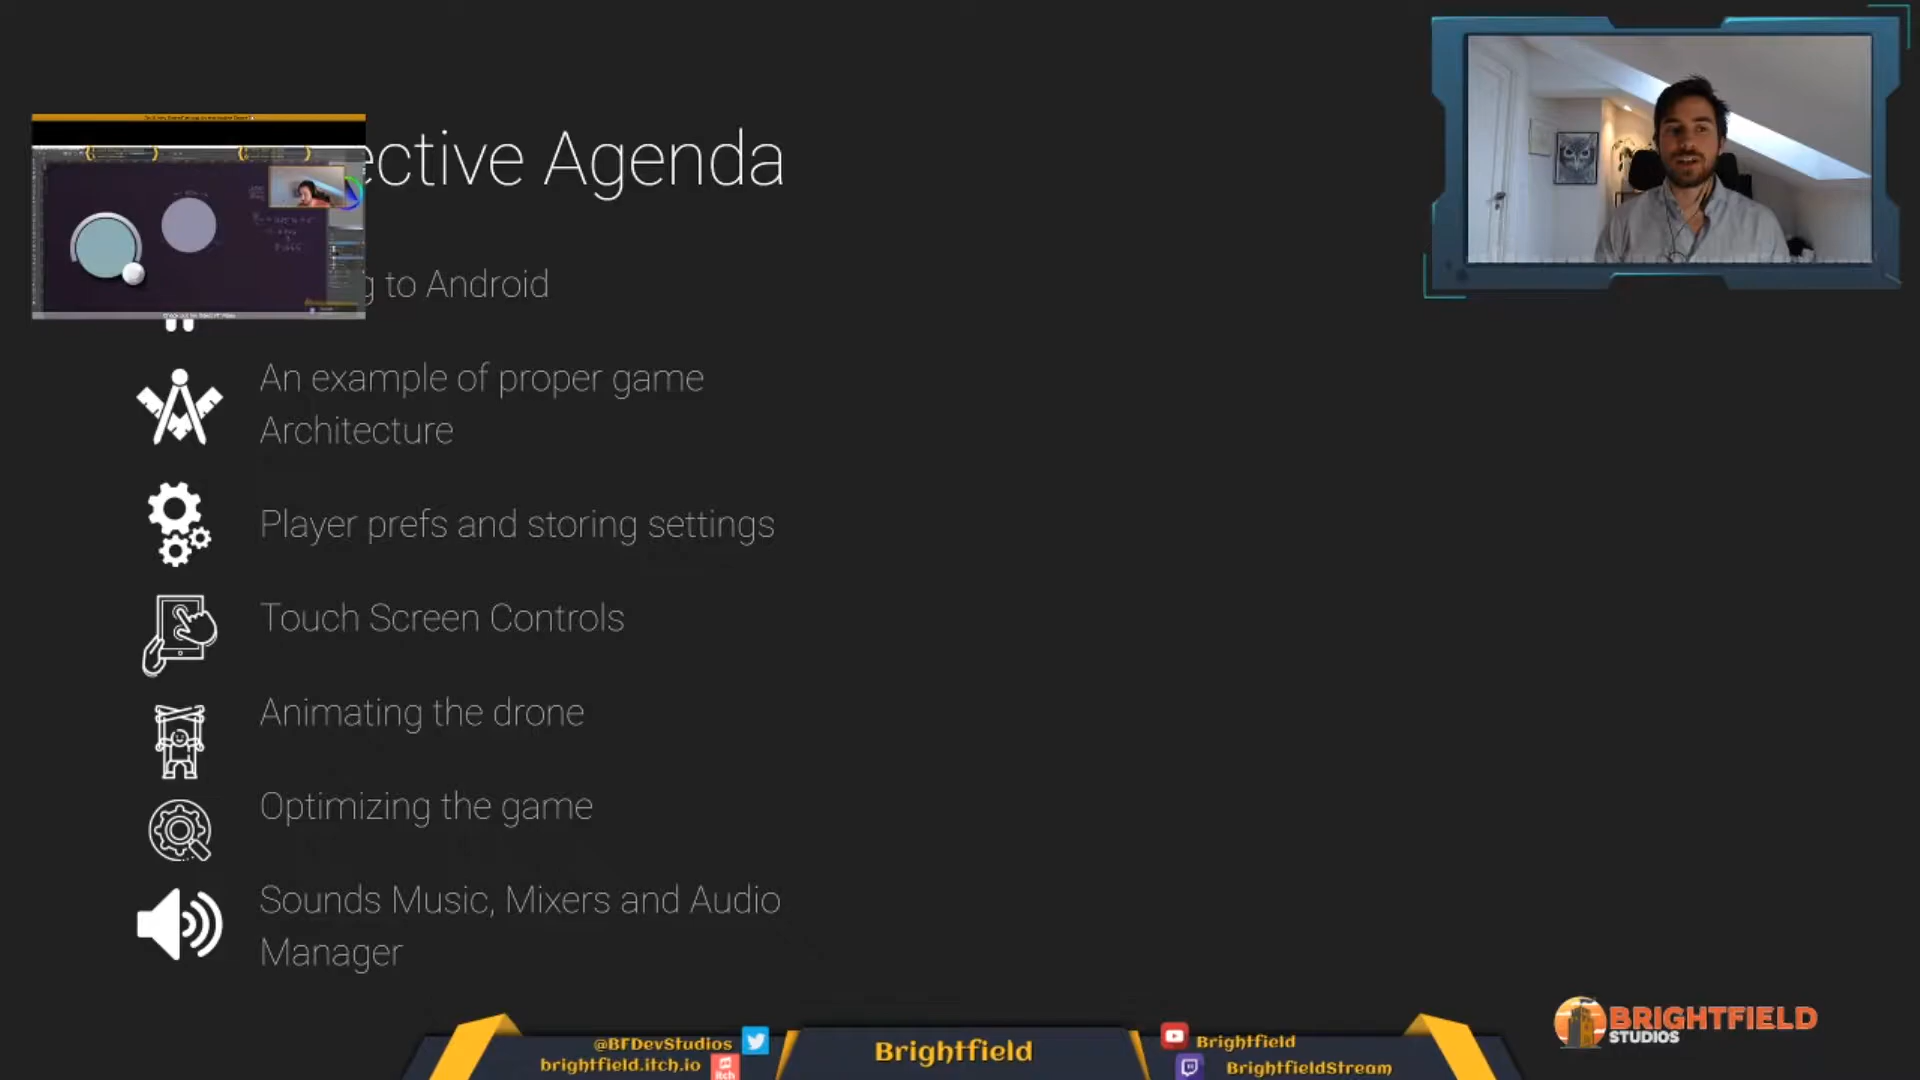 ective Agenda
g to Android
An example of proper game
Architecture
Player prefs and storing settings
Touch Screen Controls
Animating the drone
Optimizing the game
Sounds Music, Mixers and Audio
Manager
@BFDevStudios
brightfield.itch.io
itch
Brightfield
Brightfield
BrightfieldStream
BRIGHTFIELD
STUDIOS